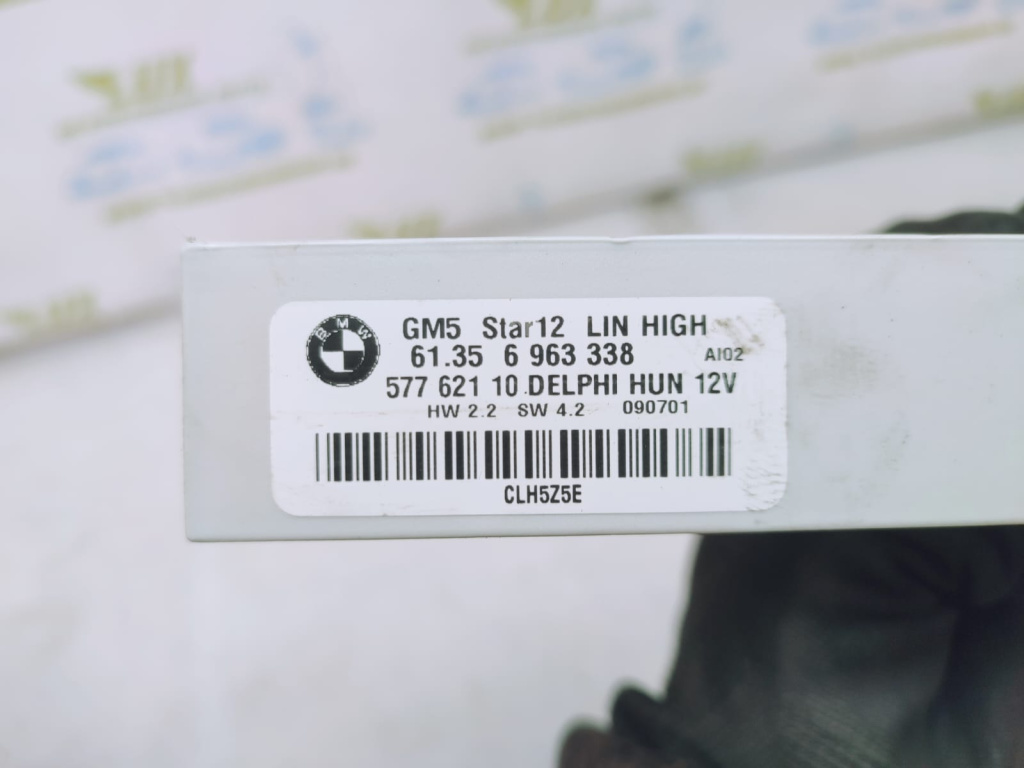 BMW
GM5 Star12 LIN HIGH
61.35 6 963 338 AI02
577 621 10 DELPHI HUN 12V
HW 2.2 SW 4.2 090701
CLH5Z5E